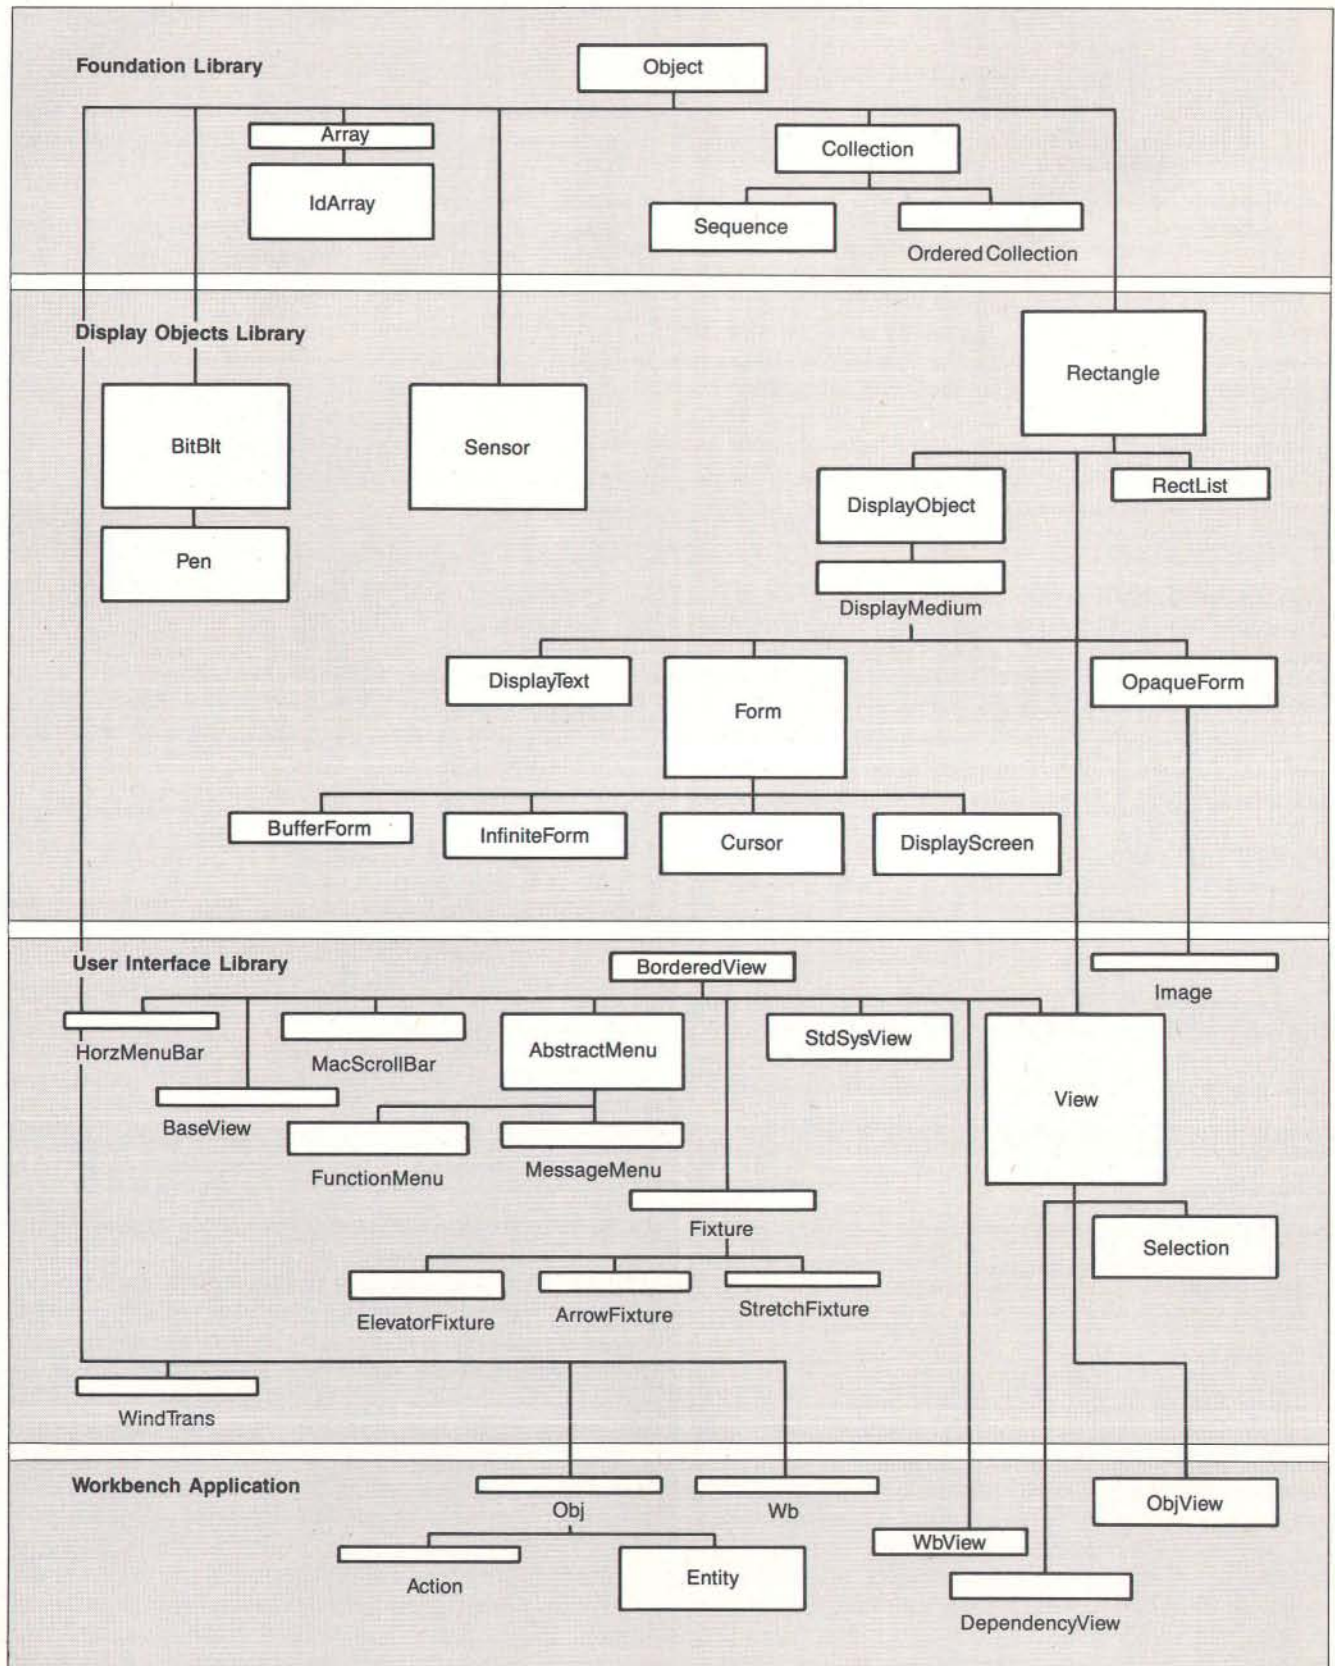 Foundation Library
Object
Array
Collection
IdArray
Sequence
Ordered Collection
Display Objects Library
Rectangle
BitBlt
Sensor
RectList
DisplayObject
Pen
DisplayMedium
DisplayText
Form
OpaqueForm
BufferForm
InfiniteForm
Cursor
DisplayScreen
User Interface Library
BorderedView
Image
HorzMenuBar
MacScrollBar
AbstractMenu
StdSysView
View
BaseView
FunctionMenu
MessageMenu
Fixture
Selection
ElevatorFixture
ArrowFixture
StretchFixture
WindTrans
Workbench Application
Obj
Wb
ObjView
WbView
Action
Entity
DependencyView